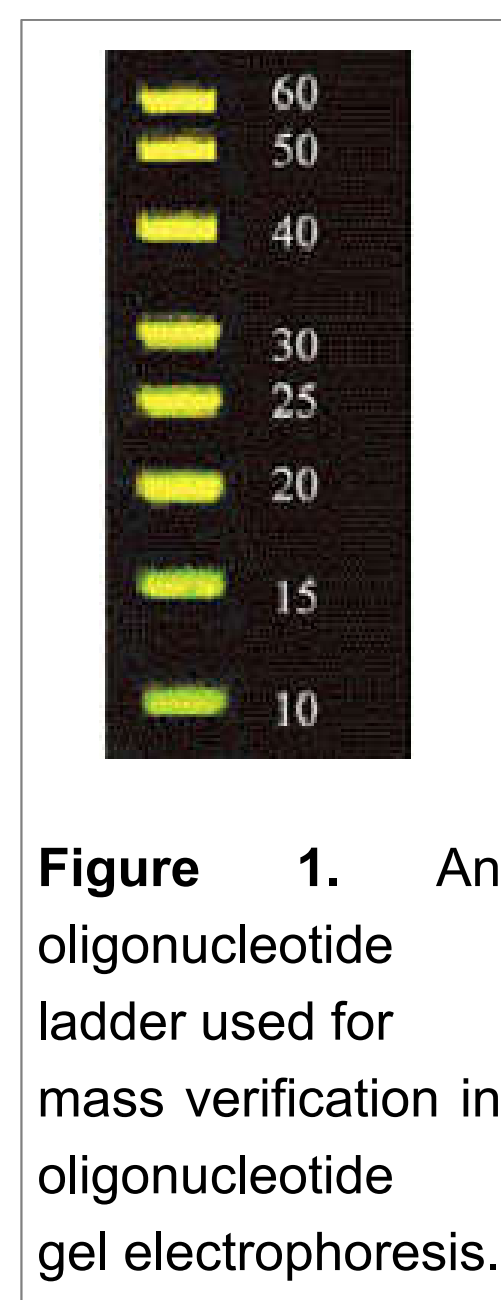 60
50
40
30
25
20
15
10
Figure 1. An
oligonucleotide
ladder used for
mass verification in
oligonucleotide
gel electrophoresis.